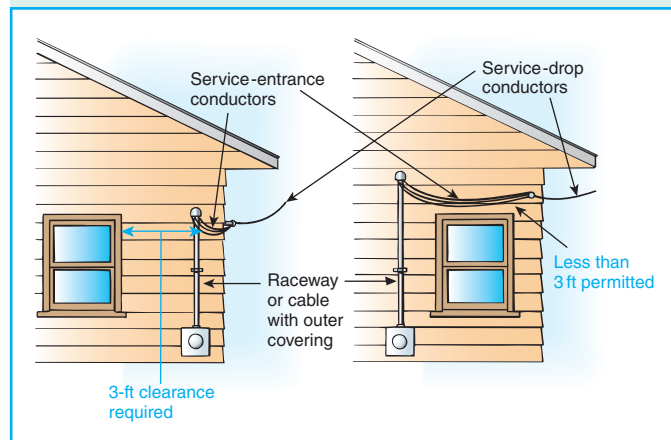 Service-entrance
conductors
Service-drop
conductors
Less than
3 ft permitted
Raceway
or cable
with outer
covering
3-ft clearance
required